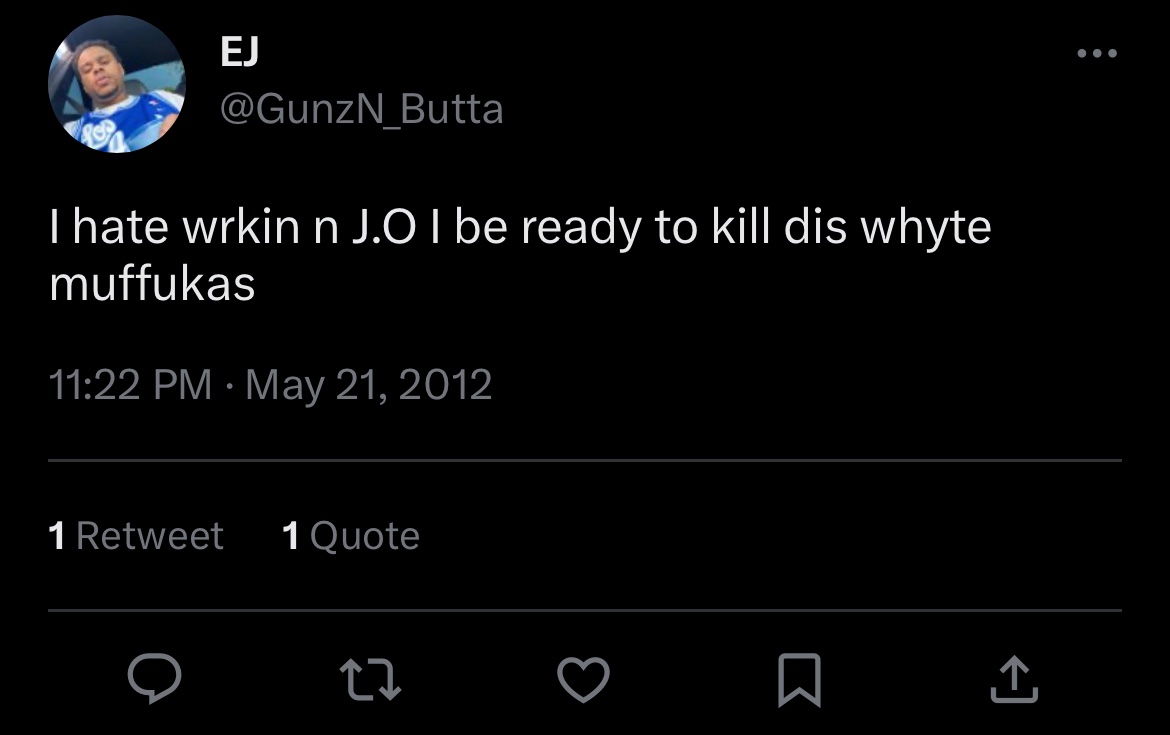 EJ
@GunzN_Butta
I hate wrkin n J.O I be ready to kill dis whyte
muffukas
11:22 PM · May 21, 2012
1 Retweet 1 Quote